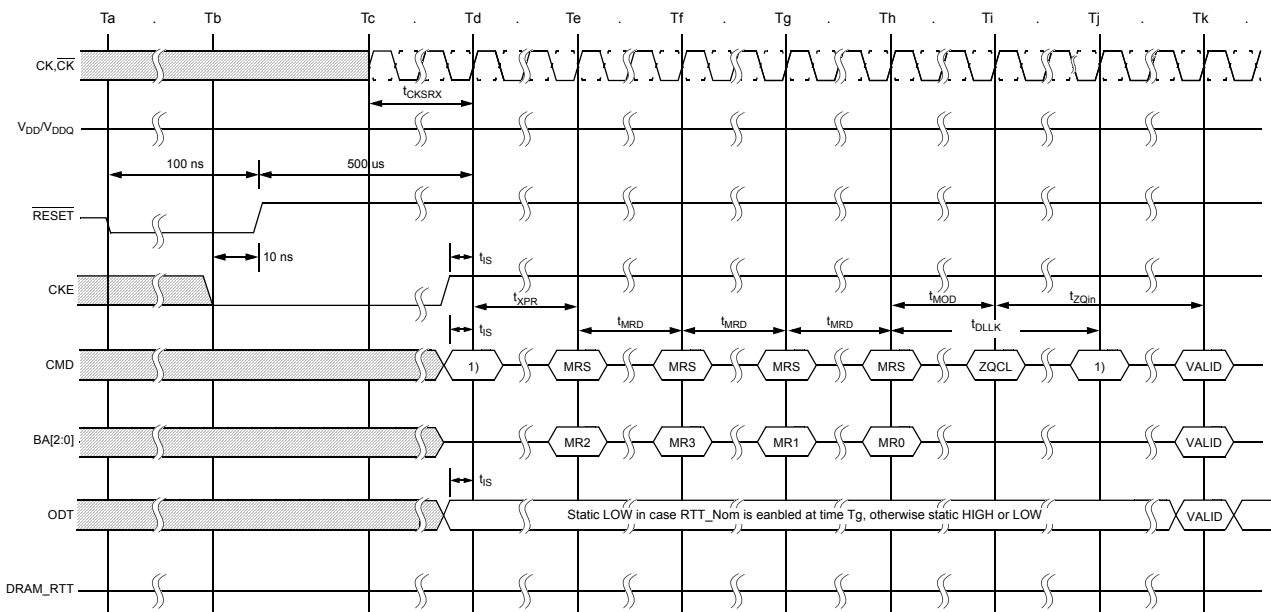 Ta . Tb . Tc . Td . Te . Tf . Tg . Th . Ti . Tj . Tk .
CK,C̅K̅
tCKSRX
VDD/VDDQ
100 ns 500 us
R̅E̅S̅E̅T̅
10 ns tIS
CKE
tXPR tMOD tZQin
tIS tMRD tMRD tMRD tDLLK
CMD 1) MRS MRS MRS MRS ZQCL 1) VALID
BA[2:0] MR2 MR3 MR1 MR0 VALID
tIS
ODT Static LOW in case RTT_Nom is eanbled at time Tg, otherwise static HIGH or LOW VALID
DRAM_RTT